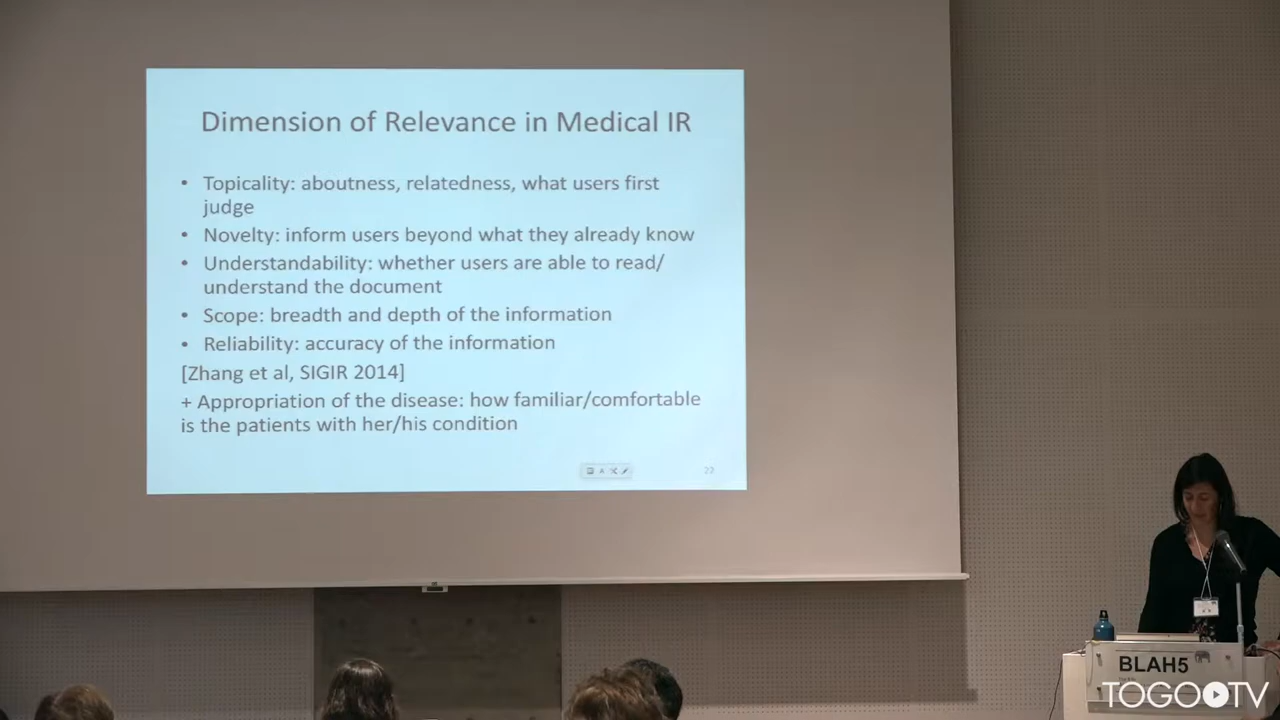 Dimension of Relevance in Medical IR
• Topicality: aboutness, relatedness, what users first
judge
• Novelty: inform users beyond what they already know
• Understandability: whether users are able to read/
understand the document
• Scope: breadth and depth of the information
• Reliability: accuracy of the information
[Zhang et al, SIGIR 2014]
+ Appropriation of the disease: how familiar/comfortable
is the patients with her/his condition
22
BLAH5
TOGO TV